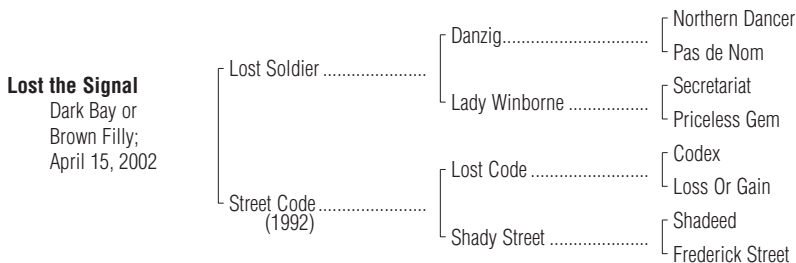 Lost the Signal
Dark Bay or
Brown Filly;
April 15, 2002
Lost Soldier ......................
Street Code.......................
(1992)
Danzig................................
Lady Winborne .................
Lost Code .........................
Shady Street .....................
Northern Dancer
Pas de Nom
Secretariat
Priceless Gem
Codex
Loss Or Gain
Shadeed
Frederick Street